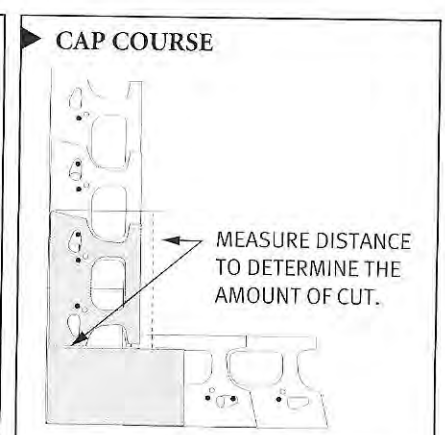 CAP COURSE
MEASURE DISTANCE
TO DETERMINE THE
AMOUNT OF CUT.